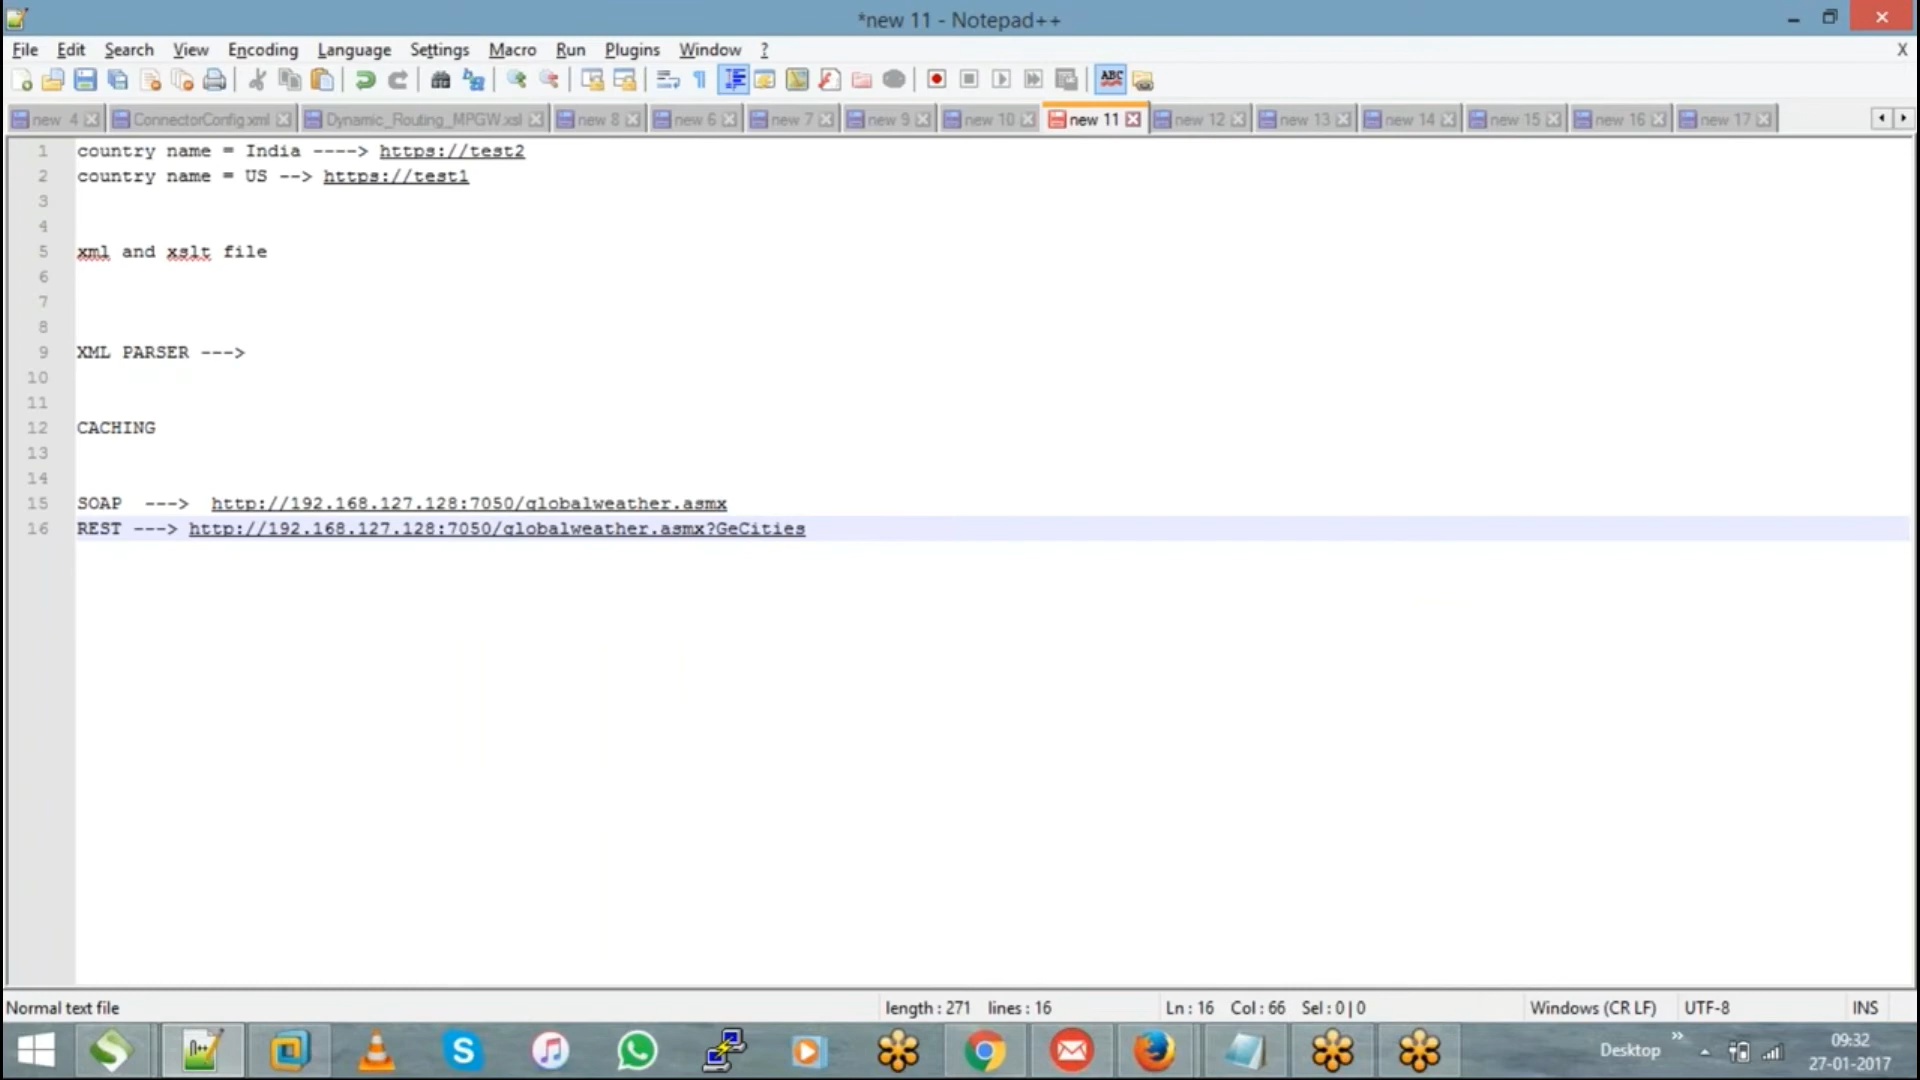 *new 11 - Notepad++
File Edit Search View Encoding Language Settings Macro Run Plugins Window ? X
ABC
new 4 ConnectorConfig.xml Dynamic_Routing_MPGW.xsl new 8 new 6 new 7 new 9 new 10 new 11 new 12 new 13 new 14 new 15 new 16 new 17
1 country name = India ----> https://test2
2 country name = US --> https://test1
3
4
5 xml and xslt file
6
7
8
9 XML PARSER --->
10
11
12 CACHING
13
14
15 SOAP ---> http://192.168.127.128:7050/globalweather.asmx
16 REST ---> http://192.168.127.128:7050/globalweather.asmx?GeCities
Normal text file length : 271 lines : 16 Ln : 16 Col : 66 Sel : 0 | 0 Windows (CR LF) UTF-8 INS
Desktop
09:32
27-01-2017